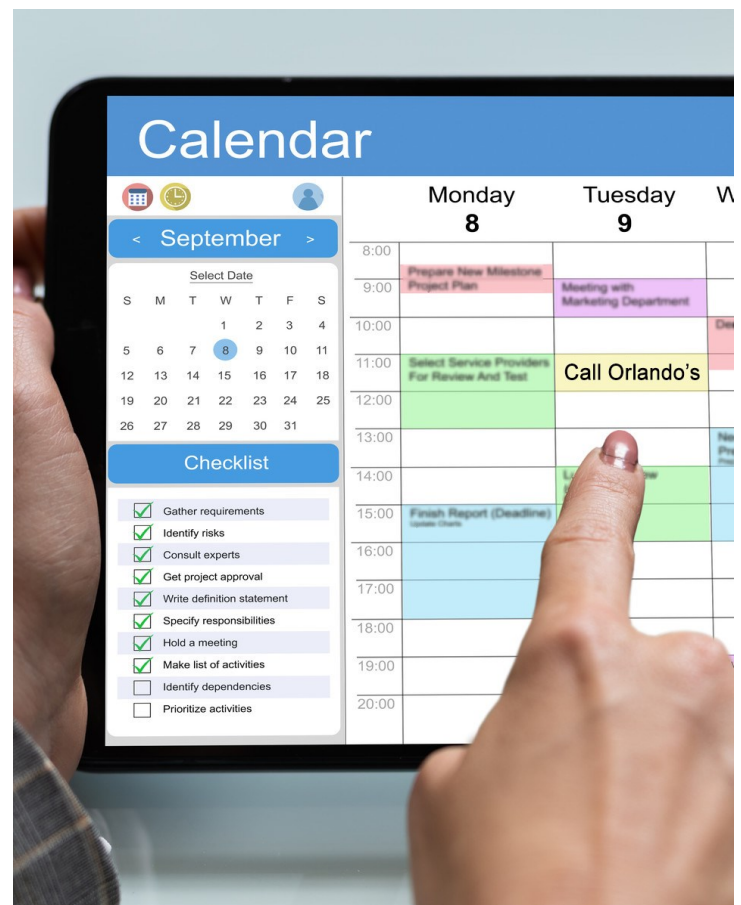 Calendar
< September >
Select Date
S M T W T F S
1 2 3 4
5 6 7 8 9 10 11
12 13 14 15 16 17 18
19 20 21 22 23 24 25
26 27 28 29 30 31
Checklist
Gather requirements
Identify risks
Consult experts
Get project approval
Write definition statement
Specify responsibilities
Hold a meeting
Make list of activities
Identify dependencies
Prioritize activities
Monday Tuesday W
8 9
8:00
Prepare New Milestone
Project Plan
9:00
Meeting with
Marketing Department
10:00
11:00
Select Service Providers
For Review And Test
Call Orlando's
12:00
13:00
14:00
15:00
Finish Report (Deadline)
Update Charts
16:00
17:00
18:00
19:00
20:00